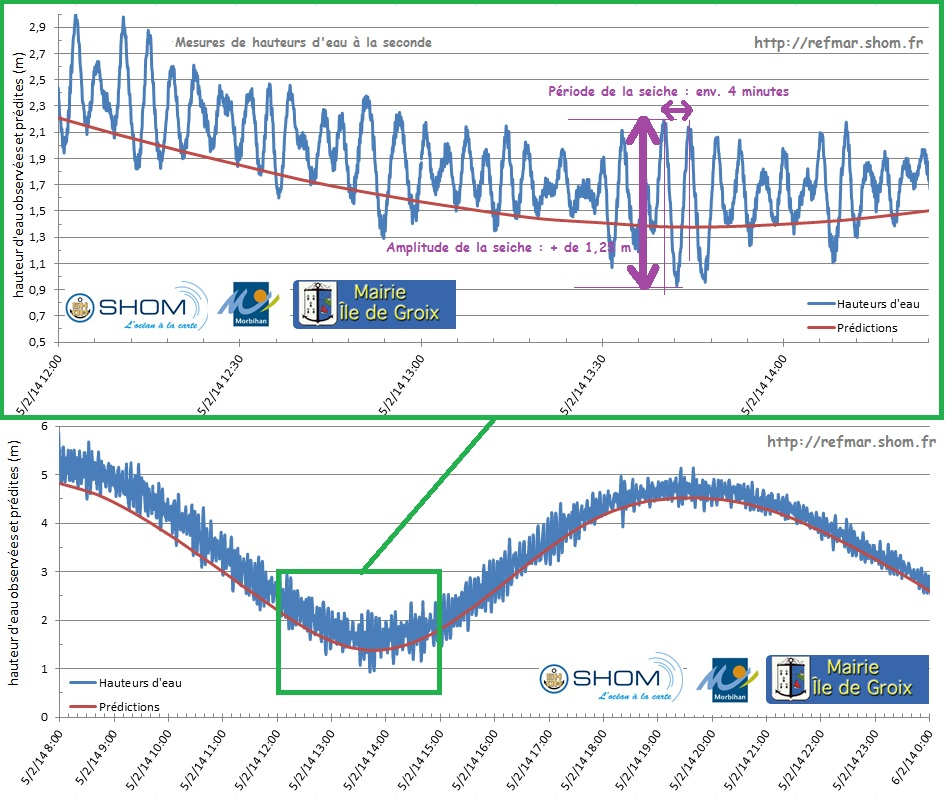 Mesures de hauteurs d'eau à la seconde
http://refmar.shom.fr
hauteur d'eau observées et prédites (m)
2,9
2,7
2,5
2,3
2,1
1,9
1,7
1,5
1,3
1,1
0,9
0,7
0,5
Période de la seiche : env. 4 minutes
Amplitude de la seiche : + de 1,2 m
SHOM
L'océan à la carte
Morbihan
Mairie
Île de Groix
Hauteurs d'eau
Prédictions
5/2/14 12:00
5/2/14 12:30
5/2/14 13:00
5/2/14 13:30
5/2/14 14:00
http://refmar.shom.fr
hauteur d'eau observées et prédites (m)
6
5
4
3
2
1
0
Hauteurs d'eau
Prédictions
SHOM
L'océan à la carte
Morbihan
Mairie
Île de Groix
5/2/14 8:00
5/2/14 9:00
5/2/14 10:00
5/2/14 11:00
5/2/14 12:00
5/2/14 13:00
5/2/14 14:00
5/2/14 15:00
5/2/14 16:00
5/2/14 17:00
5/2/14 18:00
5/2/14 19:00
5/2/14 20:00
5/2/14 21:00
5/2/14 22:00
5/2/14 23:00
6/2/14 0:00